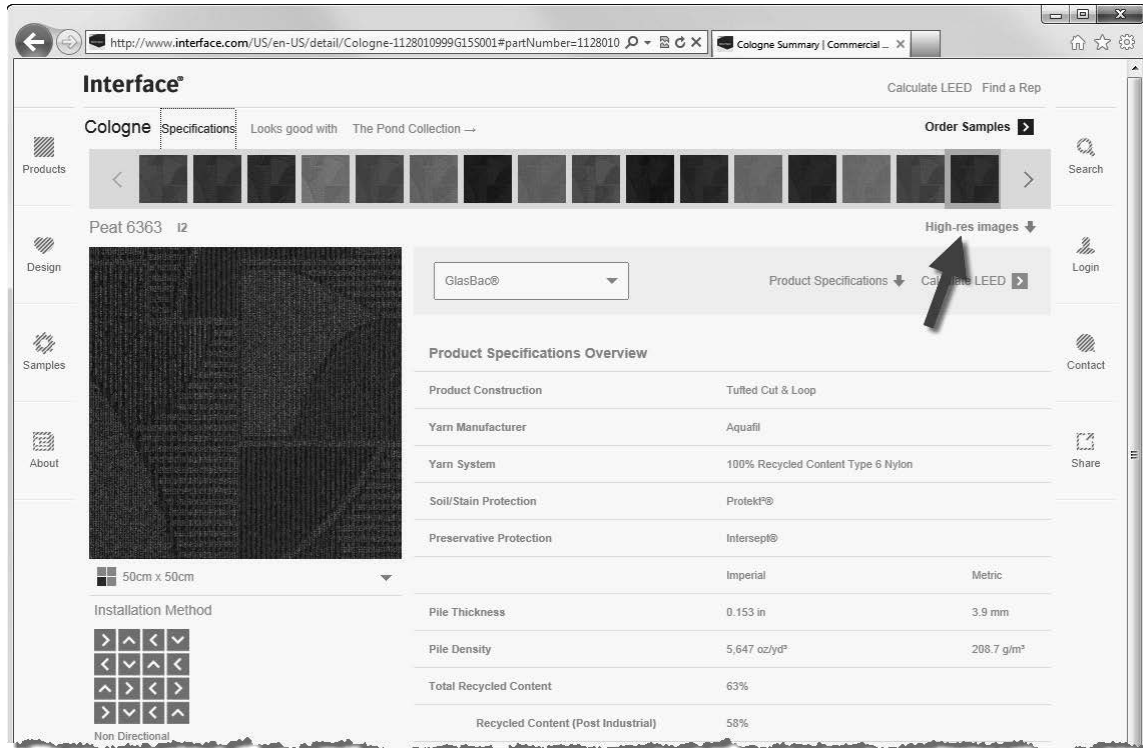 http://www.interface.com/US/en-US/detail/Cologne-1128010999G15S001#partNumber=1128010
Cologne Summary | Commercial ...
Interface®
Calculate LEED Find a Rep
Cologne Specifications Looks good with The Pond Collection →
Order Samples
Products
Search
Peat 6363 I2
High-res images
Design
Login
GlasBac®
Product Specifications
LEED
Samples
Contact
Product Specifications Overview
Product Construction Tufted Cut & Loop
Yarn Manufacturer Aquafil
About
Share
Yarn System 100% Recycled Content Type 6 Nylon
Soil/Stain Protection Protekt²®
Preservative Protection Intersept®
50cm x 50cm
Imperial Metric
Installation Method
Pile Thickness 0.153 in 3.9 mm
Pile Density 5,647 oz/yd³ 208.7 g/m³
Total Recycled Content 63%
Recycled Content (Post Industrial) 58%
Non Directional